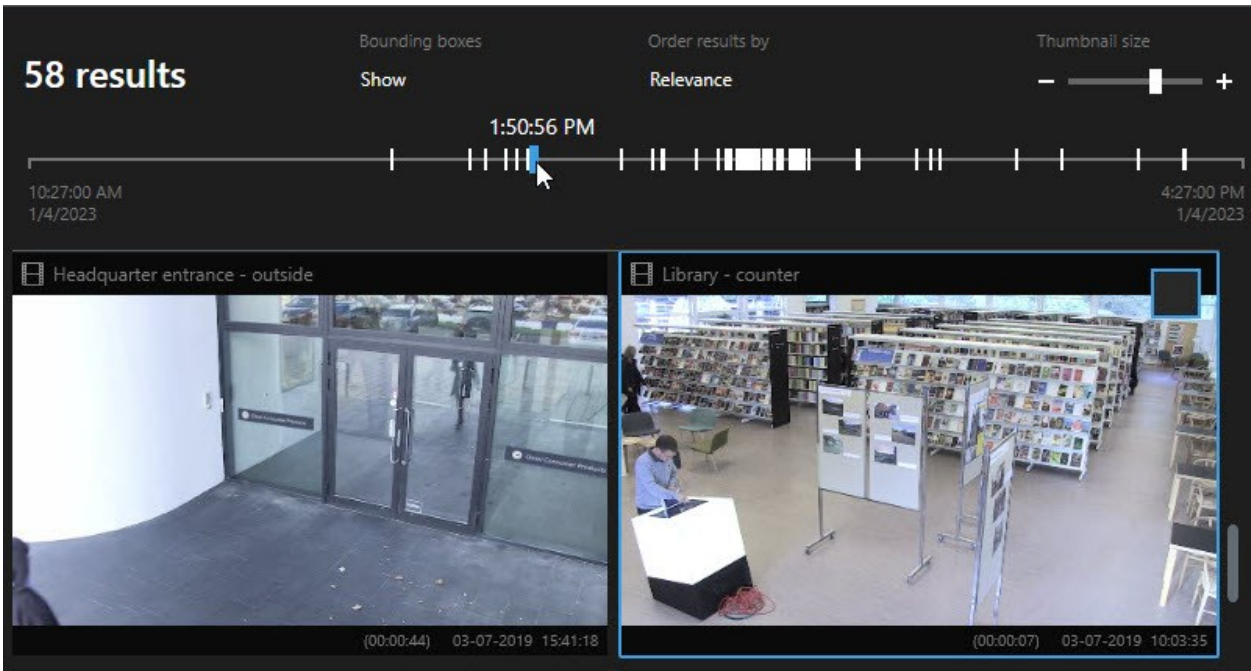 Bounding boxes
Order results by
Thumbnail size
58 results
Show
Relevance
1:50:56 PM
10:27:00 AM
1/4/2023
4:27:00 PM
1/4/2023
Headquarter entrance - outside
Library - counter
Consumer Products
(00:00:44) 03-07-2019 15:41:18
(00:00:07) 03-07-2019 10:03:35